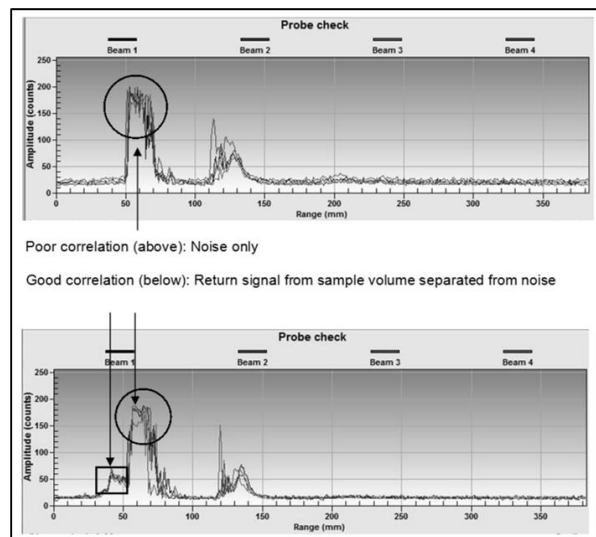 Probe check
Beam 1 Beam 2 Beam 3 Beam 4
250
200
150
100
50
0
Amplitude (counts)
0 50 100 150 200 250 300 350
Range (mm)
Poor correlation (above): Noise only
Good correlation (below): Return signal from sample volume separated from noise
Probe check
Beam 1 Beam 2 Beam 3 Beam 4
250
200
150
100
50
0
Amplitude (counts)
0 50 100 150 200 250 300 350
Range (mm)